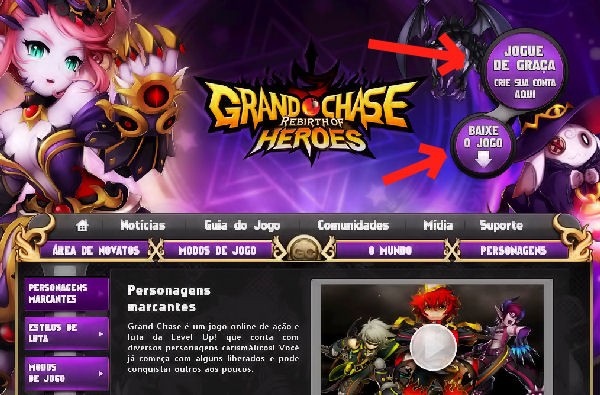 JOGUE
DE GRAÇA
CRIE SUA CONTA
AQUI
GRAND CHASE
REBIRTH OF
HEROES
BAIXE
O JOGO
Notícias
Guia do Jogo
Comunidades
Mídia
Suporte
ÁREA DE NOVATOS
MODOS DE JOGO
GC
O MUNDO
PERSONAGENS
PERSONAGENS
MARCANTES
ESTILOS DE
LUTA
MODOS
DE JOGO
Personagens
marcantes
Grand Chase é um jogo online de ação e
luta da Level Up! que conta com
diversos personagens carismáticos! Você
já começa com alguns liberados e pode
conquistar outros aos poucos.